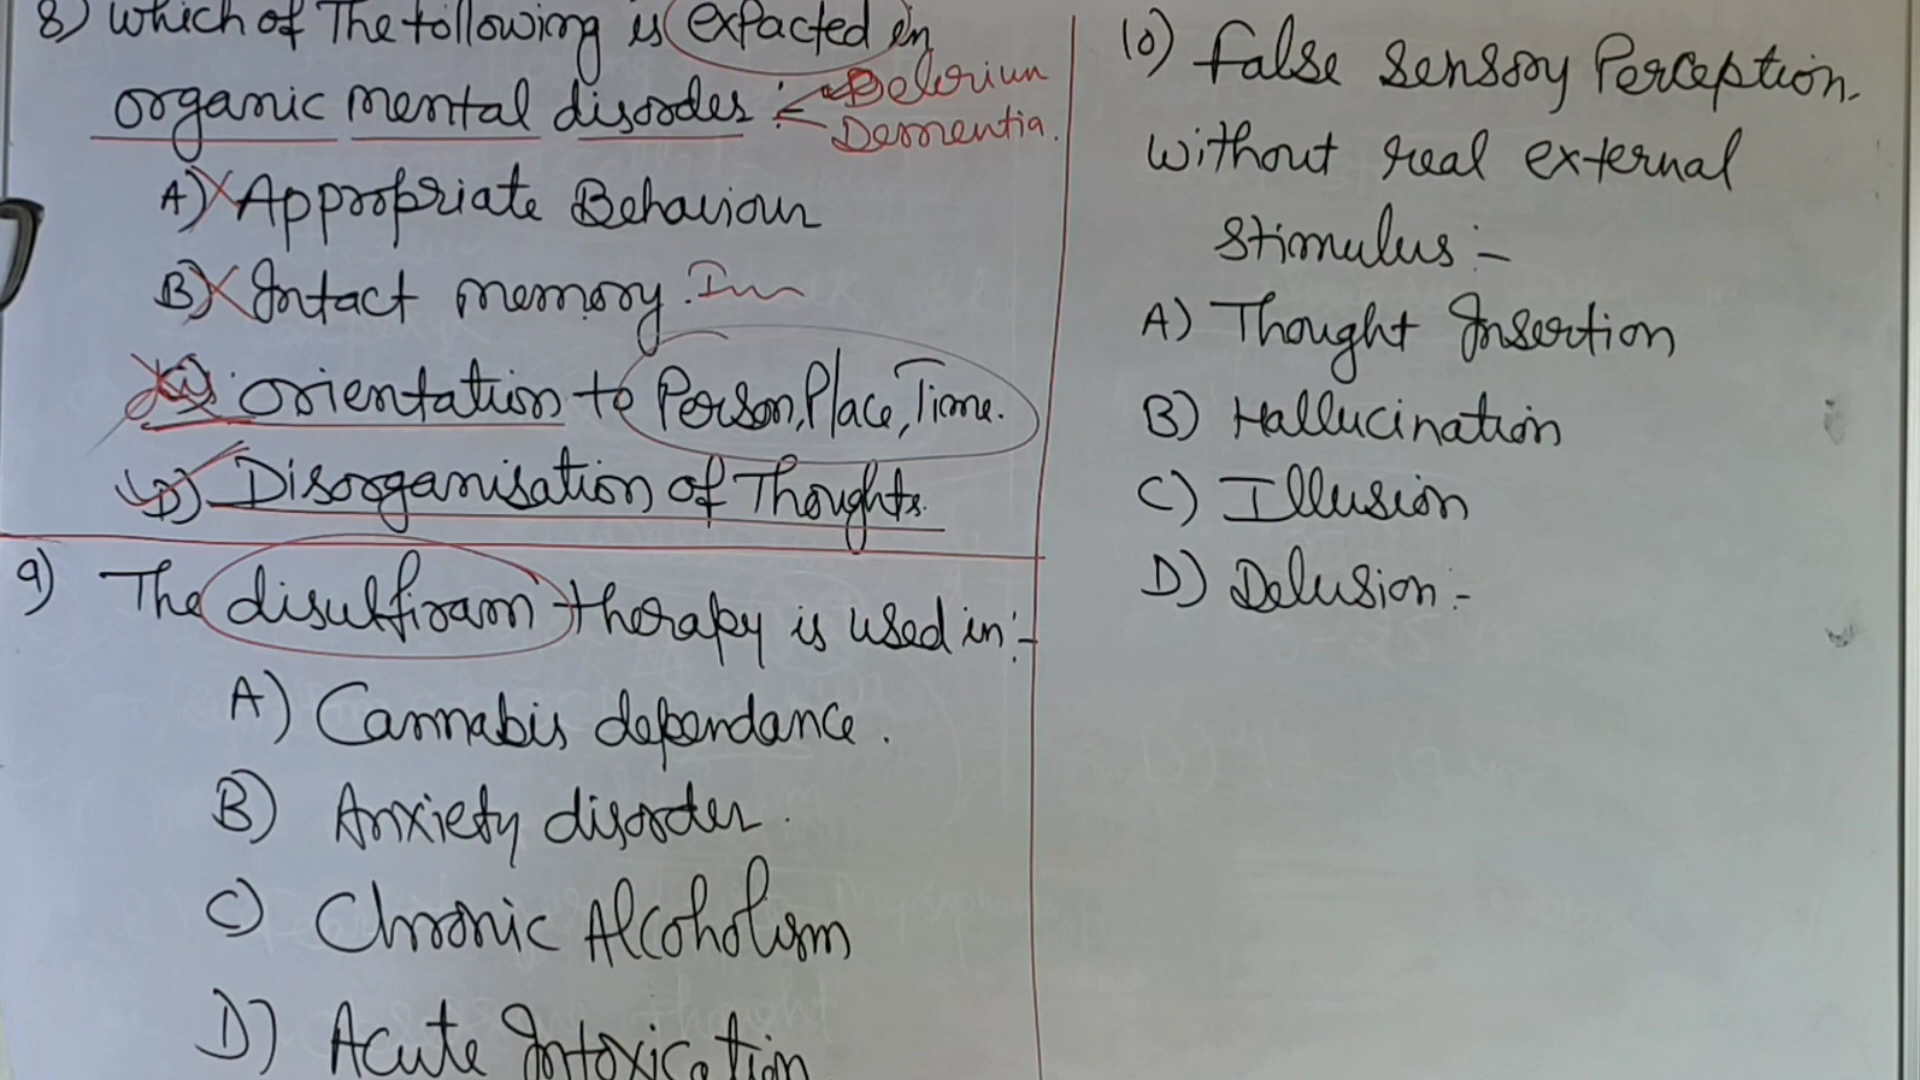 8) Which of The following is expacted in
organic mental disordes :- Delerium
Dementia.
A) Appropriate Behaviour
B) Intact memory.
C) orientation to Person, Place, Time.
D) Disorganisation of Thoughts.
9) The disulfiram therapy is used in :-
A) Cannabis dependance.
B) Anxiety disorder.
C) Chronic Alcoholism
D) Acute Intoxication
10) False Sensory Perception.
Without real external
Stimulus :-
A) Thought Insertion
B) Hallucination
C) Illusion
D) Delusion :-